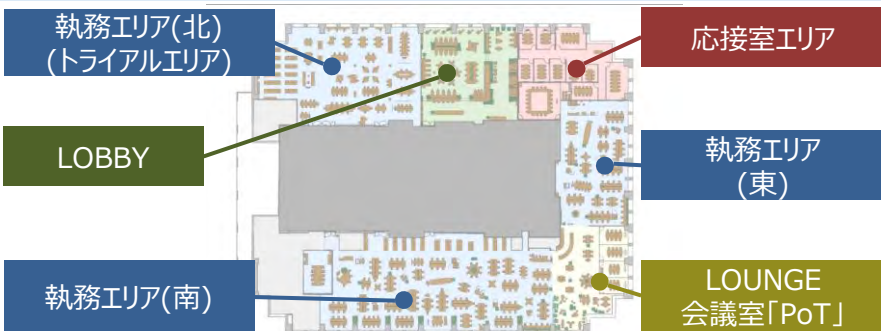 執務エリア(北)
(トライアルエリア)
応接室エリア
LOBBY
執務エリア
(東)
執務エリア(南)
LOUNGE
会議室「PoT」